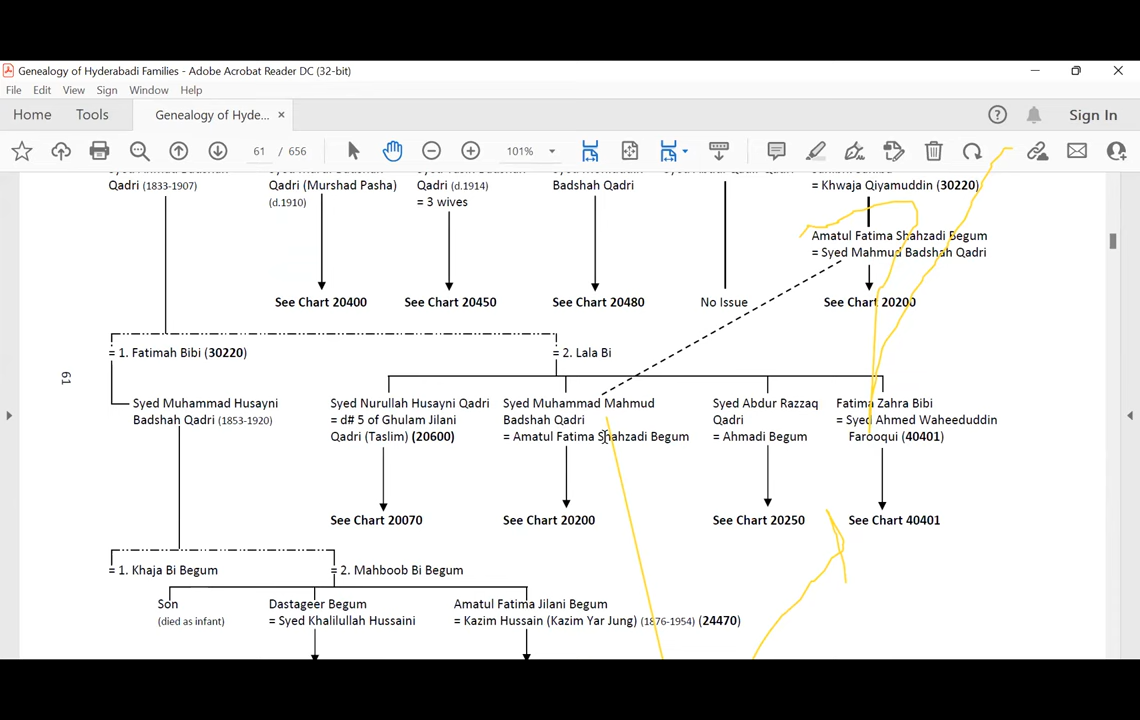 Genealogy of Hyderabadi Families - Adobe Acrobat Reader DC (32-bit)
File Edit View Sign Window Help
Home Tools Genealogy of Hyde... × Sign In
61 / 656 101%
Qadri (1833-1907)
Qadri (Murshad Pasha)
(d.1910)
Qadri (d.1914)
= 3 wives
Badshah Qadri
= Khwaja Qiyamuddin (30220)
Amatul Fatima Shahzadi Begum
= Syed Mahmud Badshah Qadri
See Chart 20400 See Chart 20450 See Chart 20480 No Issue See Chart 20200
= 1. Fatimah Bibi (30220) = 2. Lala Bi
61
Syed Muhammad Husayni
Badshah Qadri (1853-1920)
Syed Nurullah Husayni Qadri
= d# 5 of Ghulam Jilani
Qadri (Taslim) (20600)
Syed Muhammad Mahmud
Badshah Qadri
= Amatul Fatima Shahzadi Begum
Syed Abdur Razzaq
Qadri
= Ahmadi Begum
Fatima Zahra Bibi
= Syed Ahmed Waheeduddin
Farooqui (40401)
See Chart 20070 See Chart 20200 See Chart 20250 See Chart 40401
= 1. Khaja Bi Begum = 2. Mahboob Bi Begum
Son
(died as infant)
Dastageer Begum
= Syed Khalilullah Hussaini
Amatul Fatima Jilani Begum
= Kazim Hussain (Kazim Yar Jung) (1876-1954) (24470)